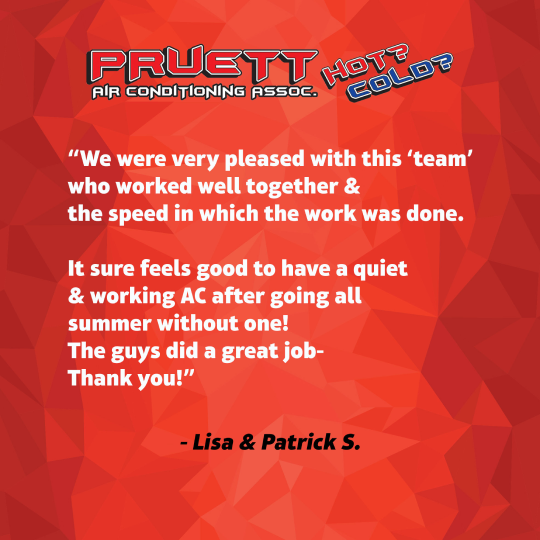 PRUETT HOT?
AIR CONDITIONING ASSOC. COLD?
“We were very pleased with this ‘team’
who worked well together &
the speed in which the work was done.
It sure feels good to have a quiet
& working AC after going all
summer without one!
The guys did a great job-
Thank you!”
- Lisa & Patrick S.